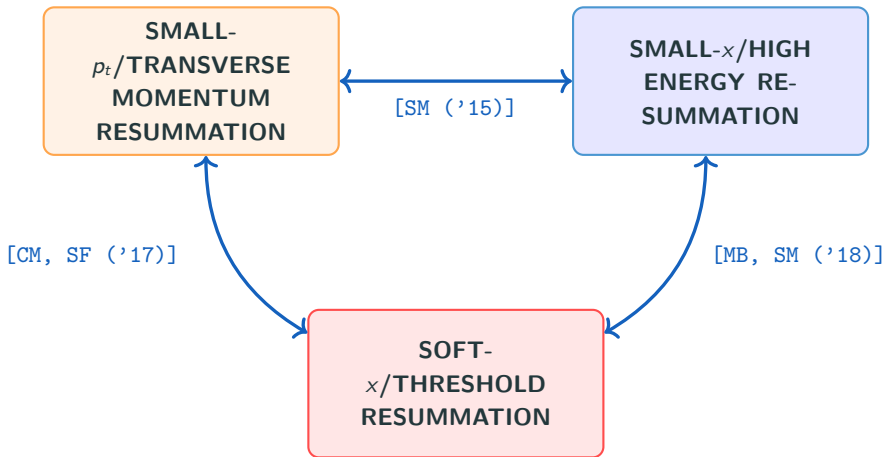 SMALL-
p_t/TRANSVERSE
MOMENTUM
RESUMMATION
SMALL-x/HIGH
ENERGY RE-
SUMMATION
[SM ('15)]
[CM, SF ('17)]
[MB, SM ('18)]
SOFT-
x/THRESHOLD
RESUMMATION